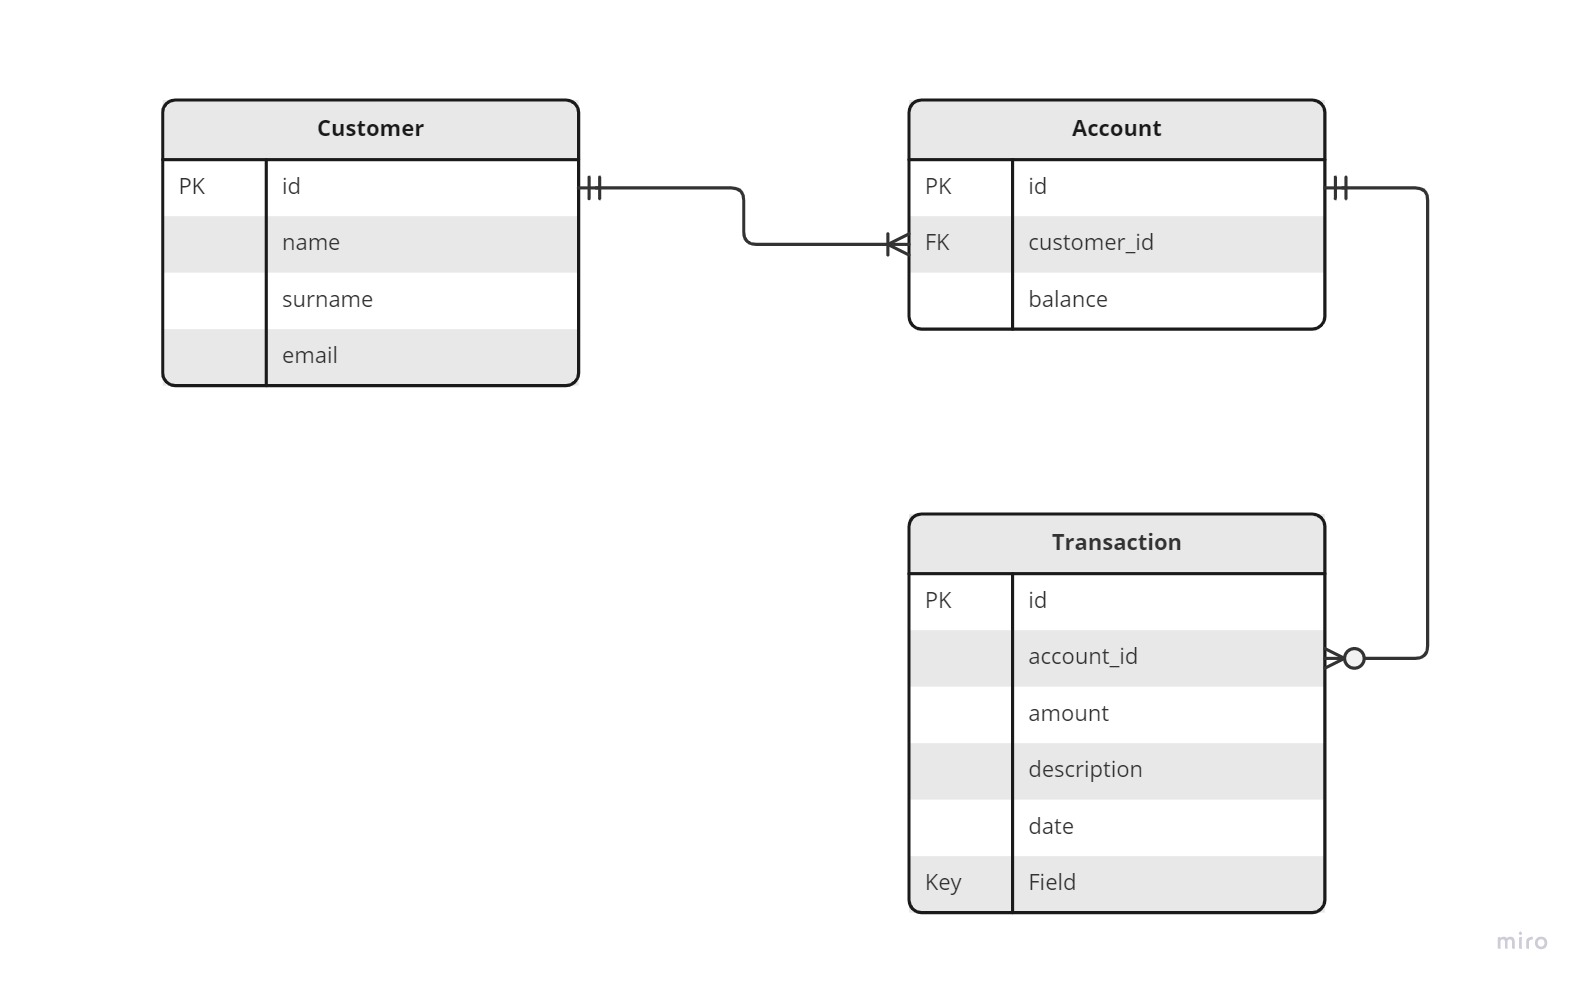 Customer
PK id
name
surname
email
Account
PK id
FK customer_id
balance
Transaction
PK id
account_id
amount
description
date
Key Field
miro